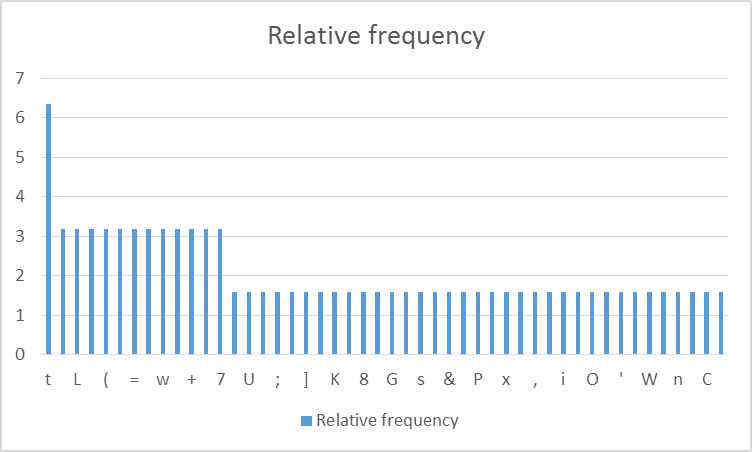 Relative frequency
7
6
5
4
3
2
1
0
t L ( = w + 7 U ; ] K 8 G s & P x , i O ' W n C
Relative frequency